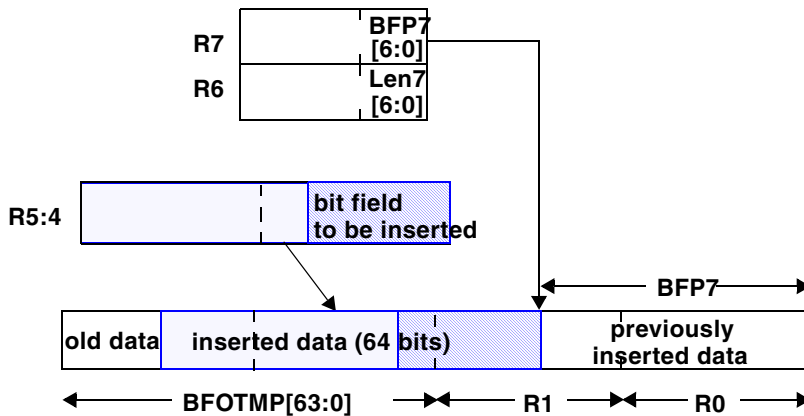 R7
BFP7
[6:0]
R6
Len7
[6:0]
R5:4
bit field
to be inserted
BFP7
old data
inserted data (64 bits)
previously
inserted data
BFOTMP[63:0]
R1
R0